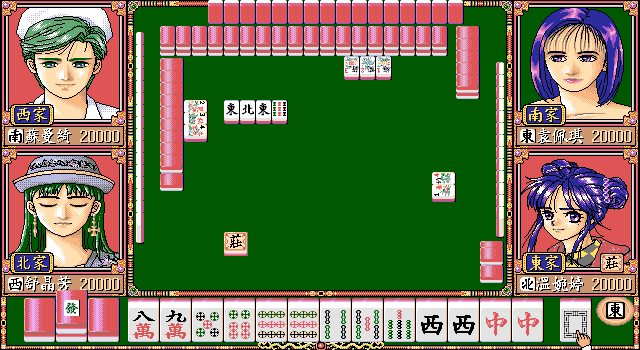 西家
南蘇曼綺 20000
南家
東袁佩琪 20000
東北東
北家
西舒晶芳 20000
東家 莊
北溫婉婷 20000
莊
發
八萬 九萬 西 西 中 中
東